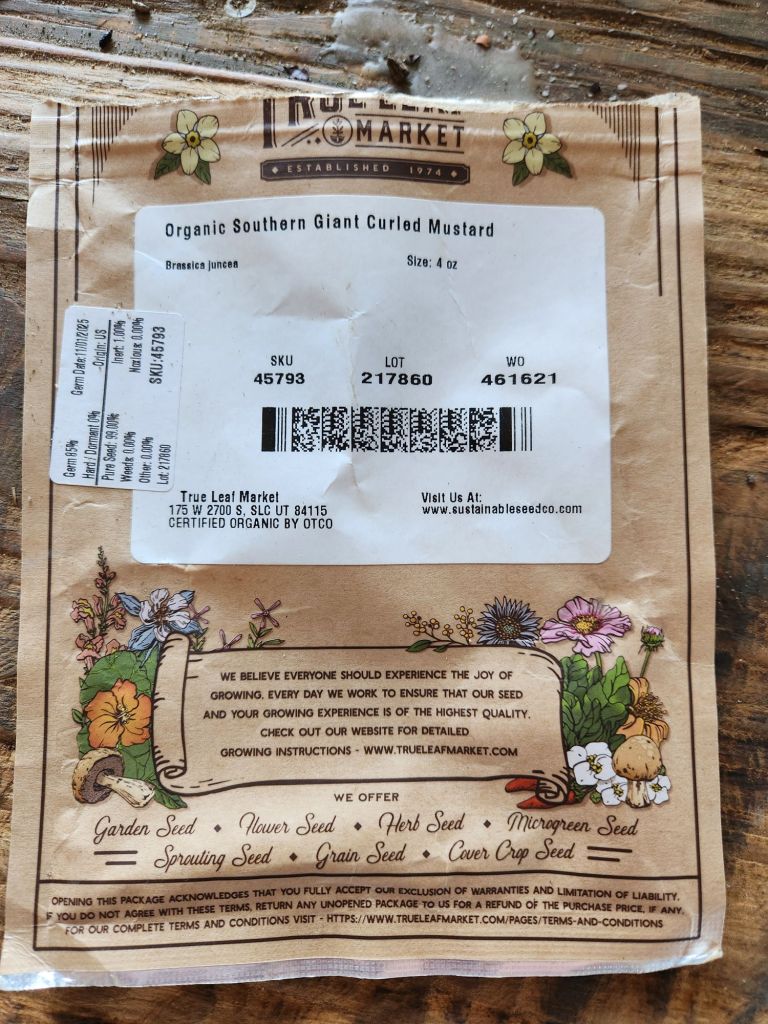 TRUE LEAF
MARKET
ESTABLISHED 1974
Organic Southern Giant Curled Mustard
Brassica juncea
Size: 4 oz
SKU
45793
LOT
217860
WO
461621
True Leaf Market
175 W 2700 S, SLC UT 84115
CERTIFIED ORGANIC BY OTCO
Visit Us At:
www.sustainableseedco.com
Germ 85% Germ Date:11/01/2025
Hard / Dormant 1% Origin: US
Pure Seed: 99.00% Inert: 1.00%
Weeds: 0.00% Noxious: 0.00%
Other: 0.00%
Lot: 217860 SKU:45793
WE BELIEVE EVERYONE SHOULD EXPERIENCE THE JOY OF
GROWING. EVERY DAY WE WORK TO ENSURE THAT OUR SEED
AND YOUR GROWING EXPERIENCE IS OF THE HIGHEST QUALITY.
CHECK OUT OUR WEBSITE FOR DETAILED
GROWING INSTRUCTIONS - WWW.TRUELEAFMARKET.COM
WE OFFER
Garden Seed ♦ Flower Seed ♦ Herb Seed ♦ Microgreen Seed
Sprouting Seed ♦ Grain Seed ♦ Cover Crop Seed
OPENING THIS PACKAGE ACKNOWLEDGES THAT YOU FULLY ACCEPT OUR EXCLUSION OF WARRANTIES AND LIMITATION OF LIABILITY.
IF YOU DO NOT AGREE WITH THESE TERMS, RETURN ANY UNOPENED PACKAGE TO US FOR A REFUND OF THE PURCHASE PRICE, IF ANY.
FOR OUR COMPLETE TERMS AND CONDITIONS VISIT - HTTPS://WWW.TRUELEAFMARKET.COM/PAGES/TERMS-AND-CONDITIONS